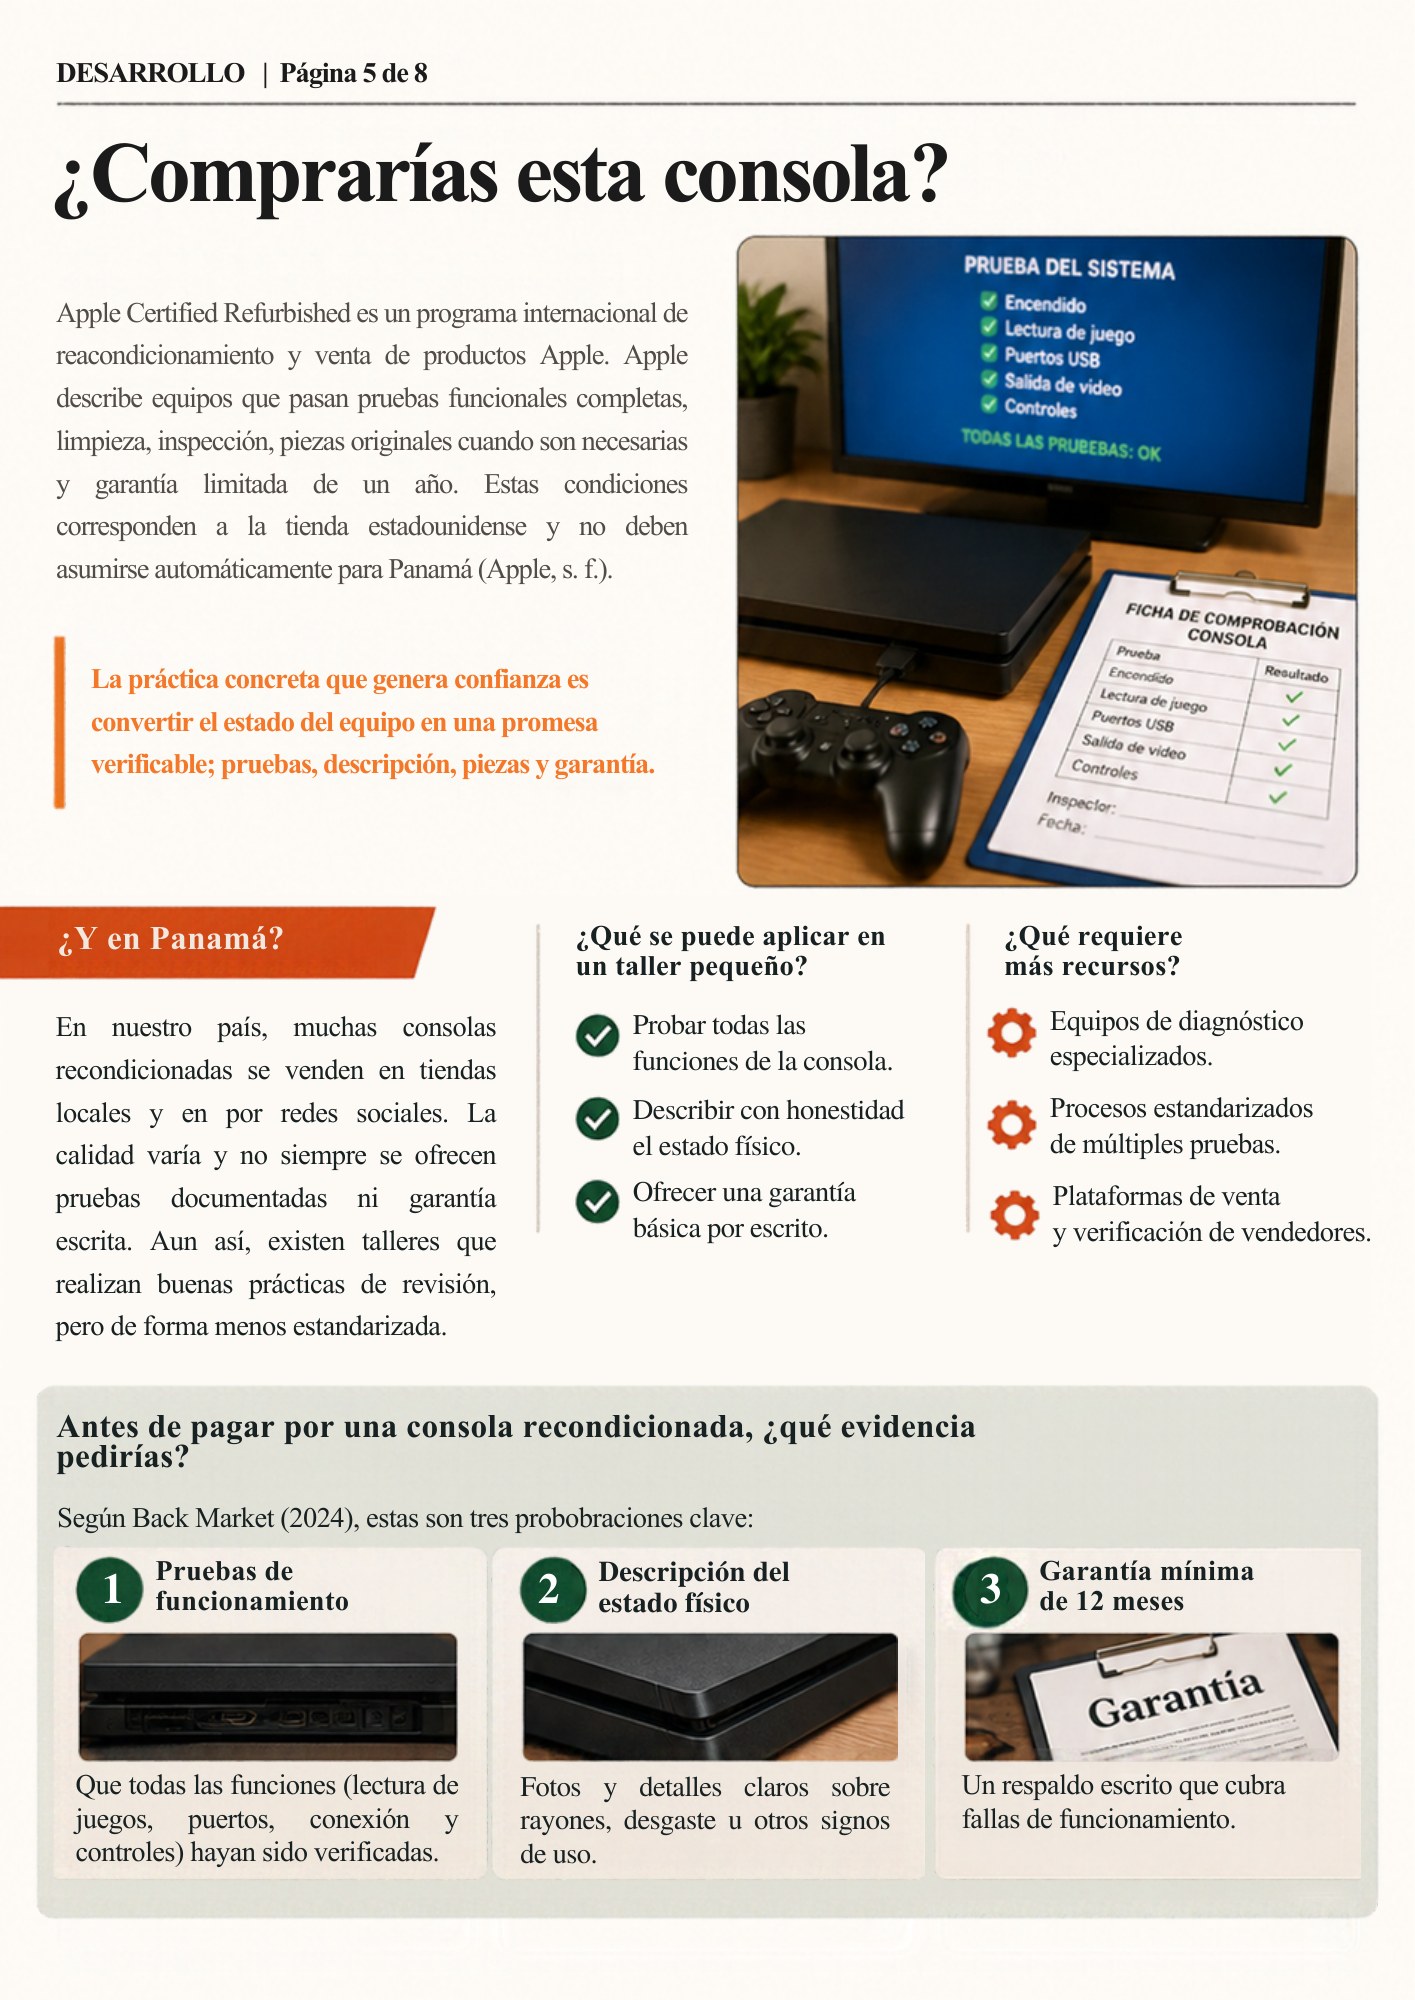 DESARROLLO | Página 5 de 8
¿Comprarías esta consola?
Apple Certified Refurbished es un programa internacional de
reacondicionamiento y venta de productos Apple. Apple
describe equipos que pasan pruebas funcionales completas,
limpieza, inspección, piezas originales cuando son necesarias
y garantía limitada de un año. Estas condiciones
corresponden a la tienda estadounidense y no deben
asumirse automáticamente para Panamá (Apple, s. f.).
La práctica concreta que genera confianza es
convertir el estado del equipo en una promesa
verificable; pruebas, descripción, piezas y garantía.
PRUEBA DEL SISTEMA
Encendido
Lectura de juego
Puertos USB
Salida de video
Controles
TODAS LAS PRUBEBAS: OK
FICHA DE COMPROBACIÓN
CONSOLA
Prueba Resultado
Encendido
Lectura de juego
Puertos USB
Salida de video
Controles
Inspector:
Fecha:
¿Y en Panamá?
En nuestro país, muchas consolas
recondicionadas se venden en tiendas
locales y en por redes sociales. La
calidad varía y no siempre se ofrecen
pruebas documentadas ni garantía
escrita. Aun así, existen talleres que
realizan buenas prácticas de revisión,
pero de forma menos estandarizada.
¿Qué se puede aplicar en
un taller pequeño?
Probar todas las
funciones de la consola.
Describir con honestidad
el estado físico.
Ofrecer una garantía
básica por escrito.
¿Qué requiere
más recursos?
Equipos de diagnóstico
especializados.
Procesos estandarizados
de múltiples pruebas.
Plataformas de venta
y verificación de vendedores.
Antes de pagar por una consola recondicionada, ¿qué evidencia
pedirías?
Según Back Market (2024), estas son tres probobraciones clave:
1 Pruebas de
funcionamiento
Que todas las funciones (lectura de
juegos, puertos, conexión y
controles) hayan sido verificadas.
2 Descripción del
estado físico
Fotos y detalles claros sobre
rayones, desgaste u otros signos
de uso.
3 Garantía mínima
de 12 meses
Garantía
Un respaldo escrito que cubra
fallas de funcionamiento.